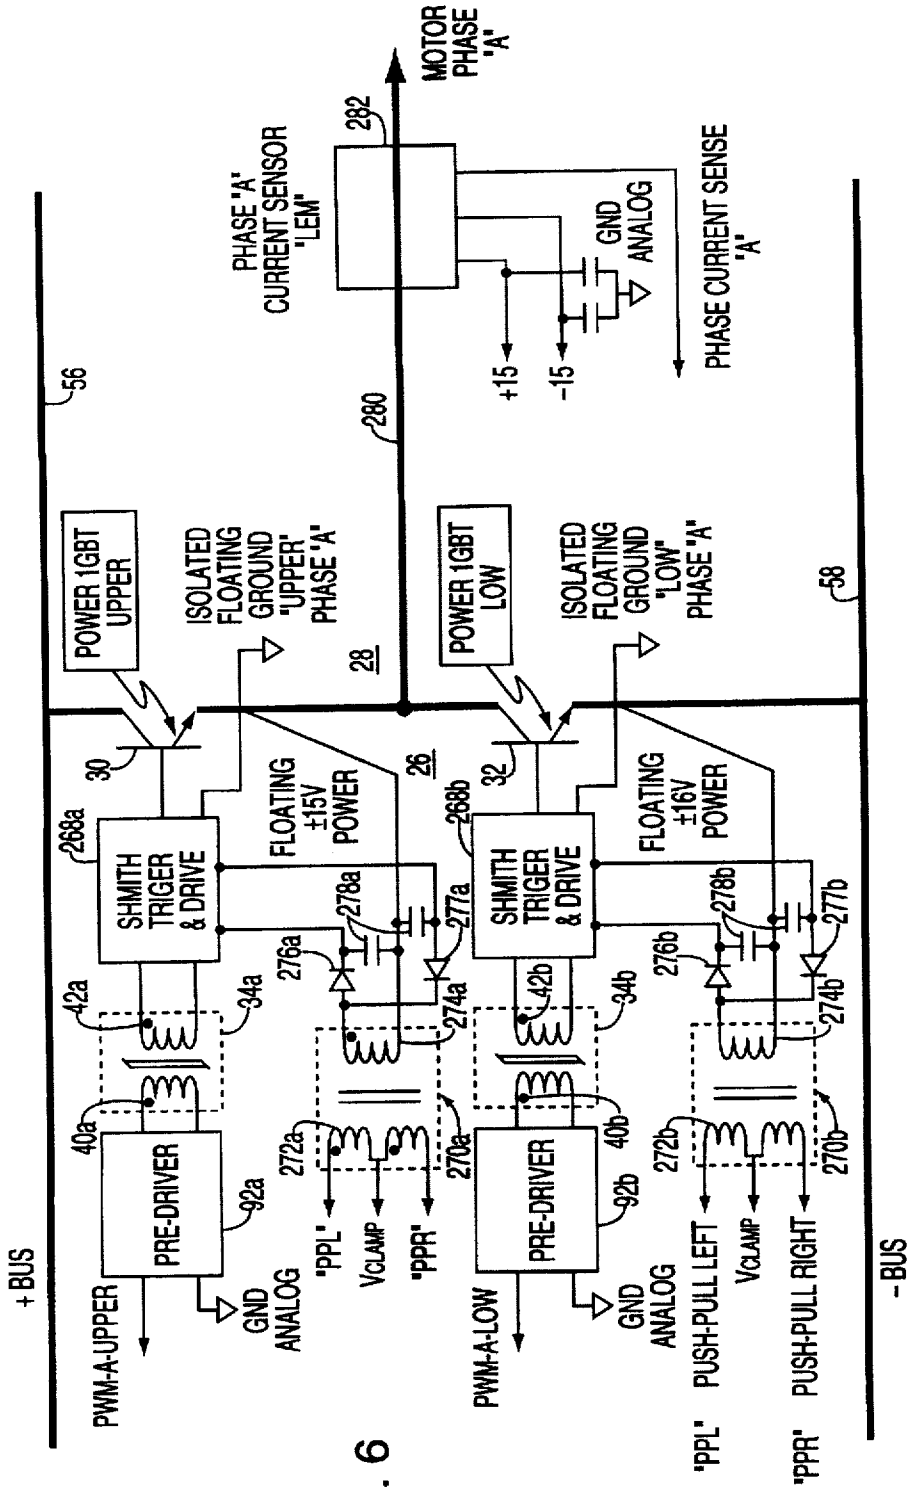 + BUS
56
PWM-A-UPPER
PRE-DRIVER
92a
GND
ANALOG
40a
42a
34a
SHMITH
TRIGER
& DRIVE
268a
30
POWER 1GBT
UPPER
ISOLATED
FLOATING
GROUND
"UPPER"
PHASE "A"
28
PHASE "A"
CURRENT SENSOR
"LEM"
282
MOTOR
PHASE
"A"
280
"PPL"
VCLAMP
"PPR"
272a
270a
274a
276a
278a
277a
FLOATING
±15V
POWER
26
+15
-15
GND
ANALOG
PHASE CURRENT SENSE
"A"
PWM-A-LOW
PRE-DRIVER
92b
GND
ANALOG
40b
42b
34b
SHMITH
TRIGER
& DRIVE
268b
32
POWER 1GBT
LOW
ISOLATED
FLOATING
GROUND
"LOW"
PHASE "A"
"PPL" PUSH-PULL LEFT
VCLAMP
"PPR" PUSH-PULL RIGHT
272b
270b
274b
276b
278b
277b
FLOATING
±16V
POWER
58
- BUS
. 6